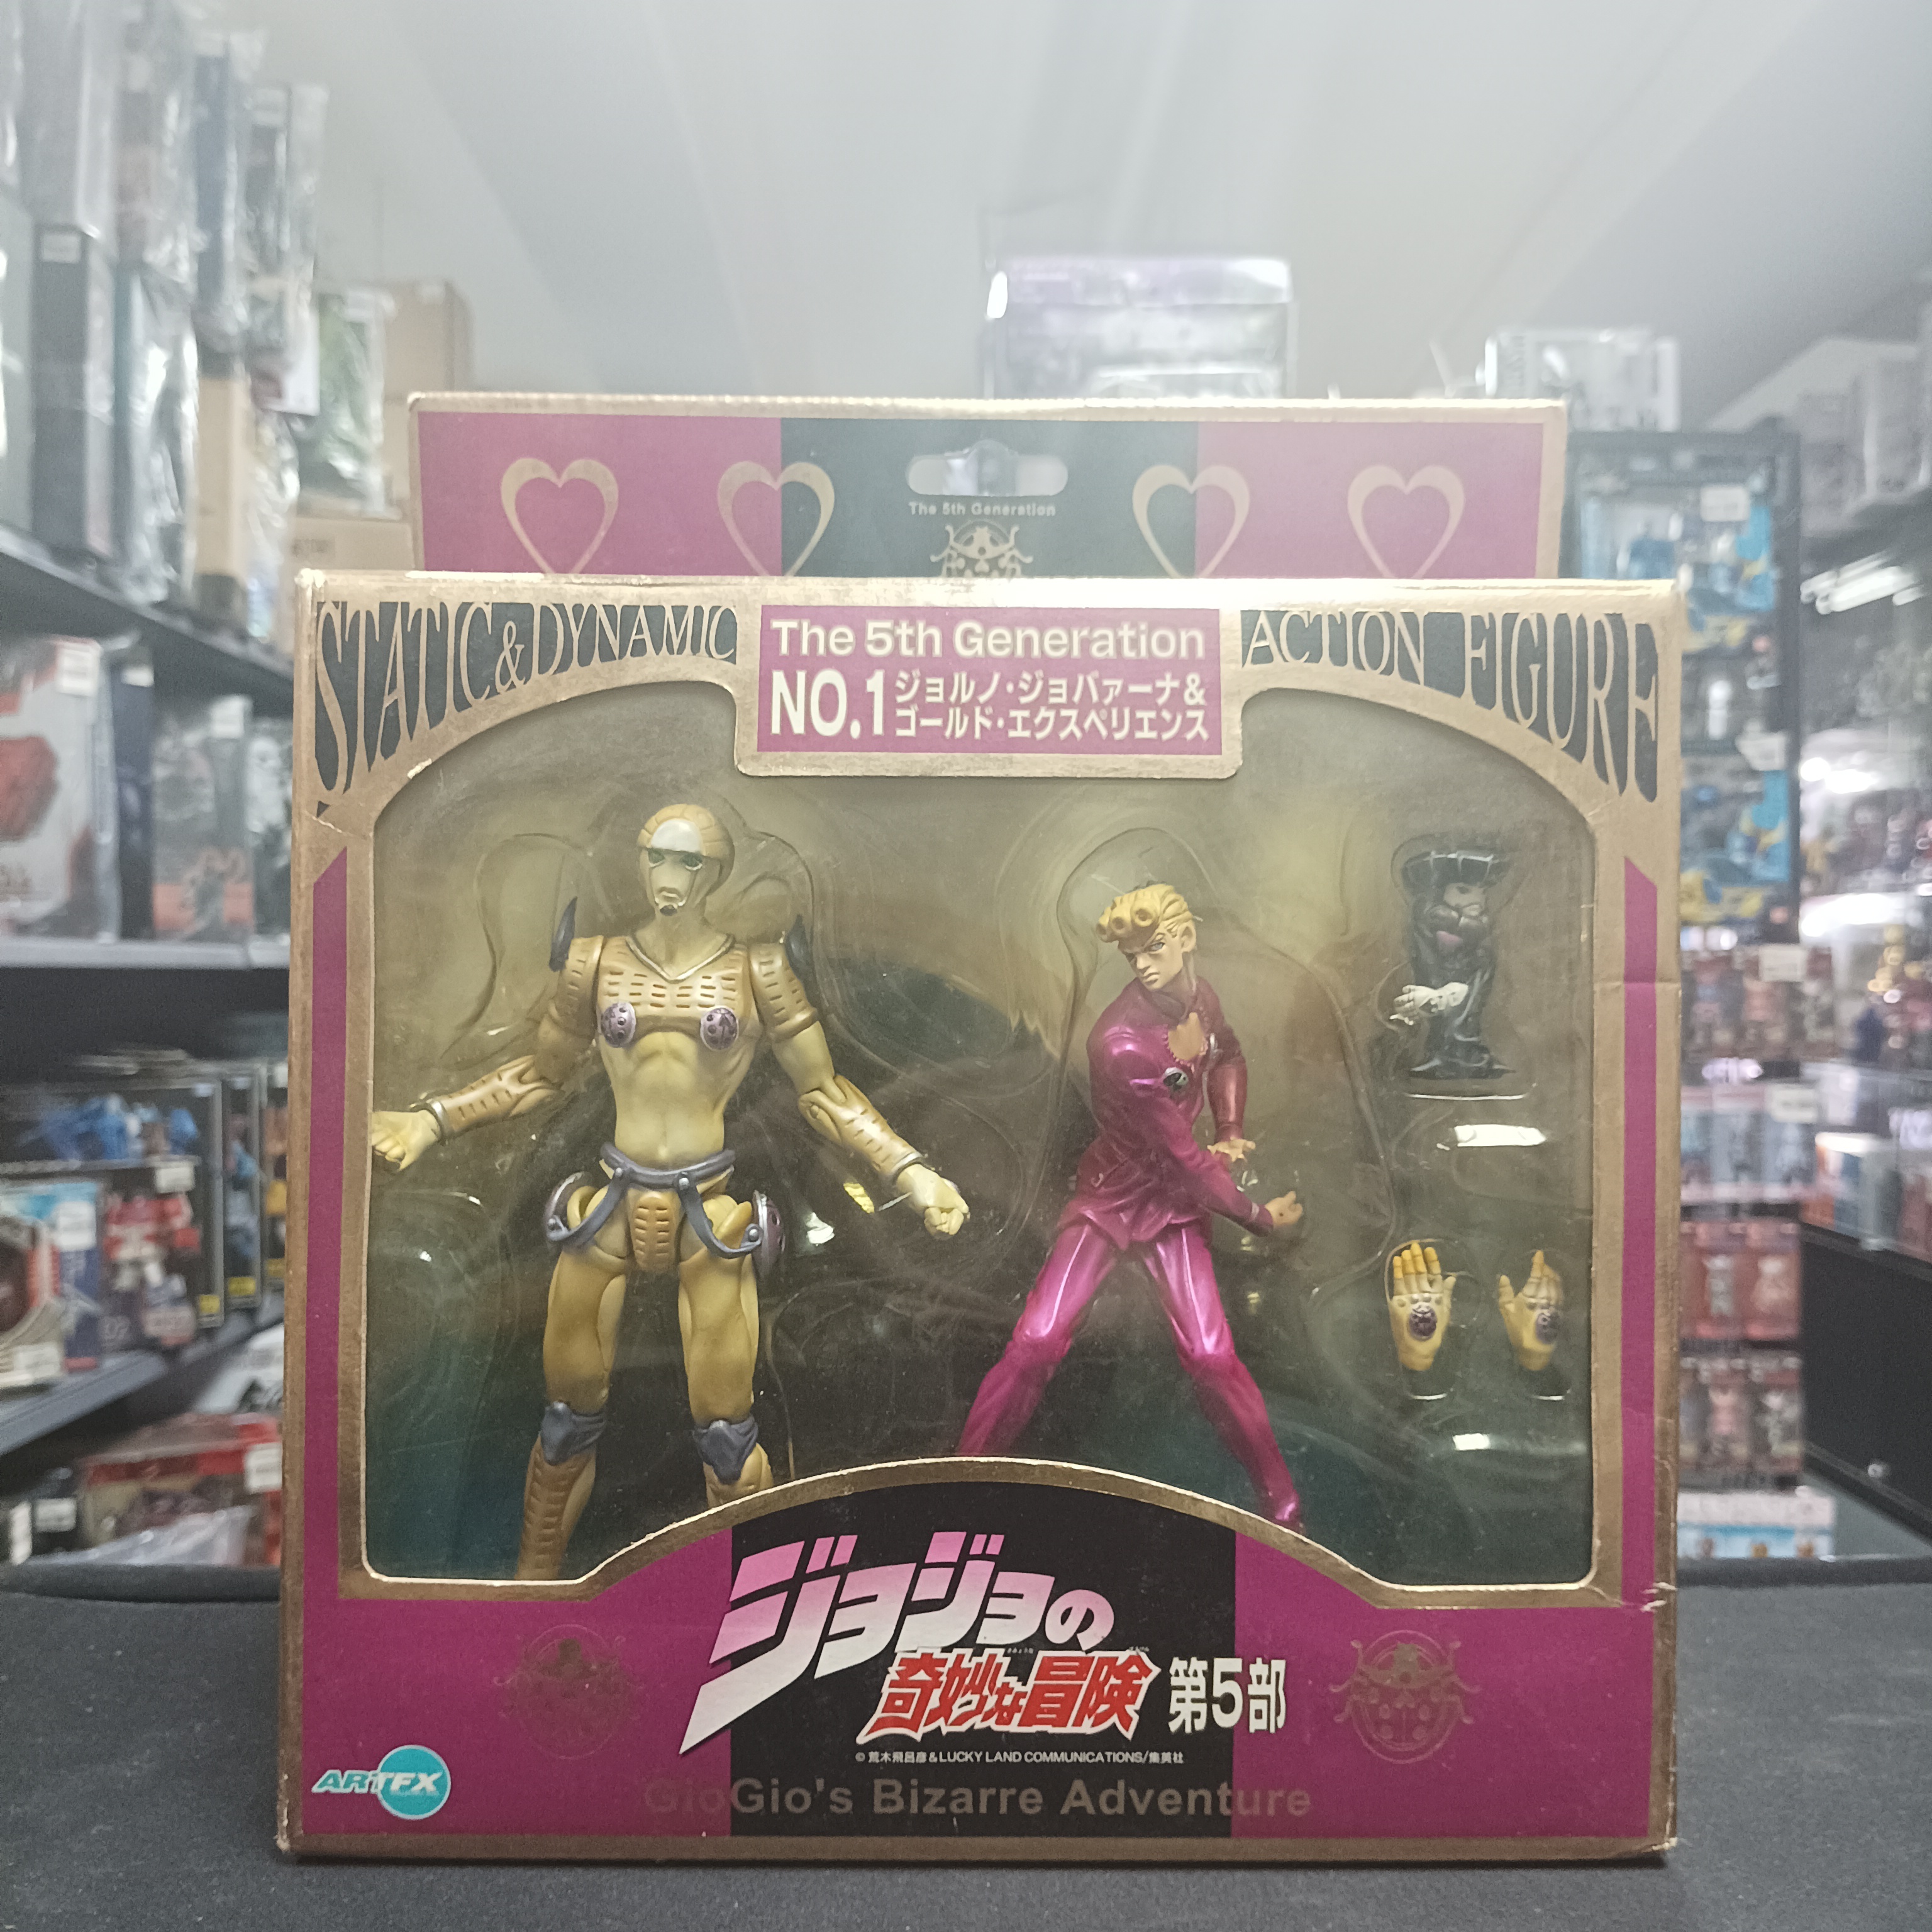 The 5th Generation
STATIC & DYNAMIC
The 5th Generation
NO.1 ジョルノ・ジョバァーナ&
ゴールド・エクスペリエンス
ACTION FIGURE
ジョジョの
奇妙な冒険 第5部
© 荒木飛呂彦&LUCKY LAND COMMUNICATIONS/集英社
GioGio's Bizarre Adventure
ARTFX